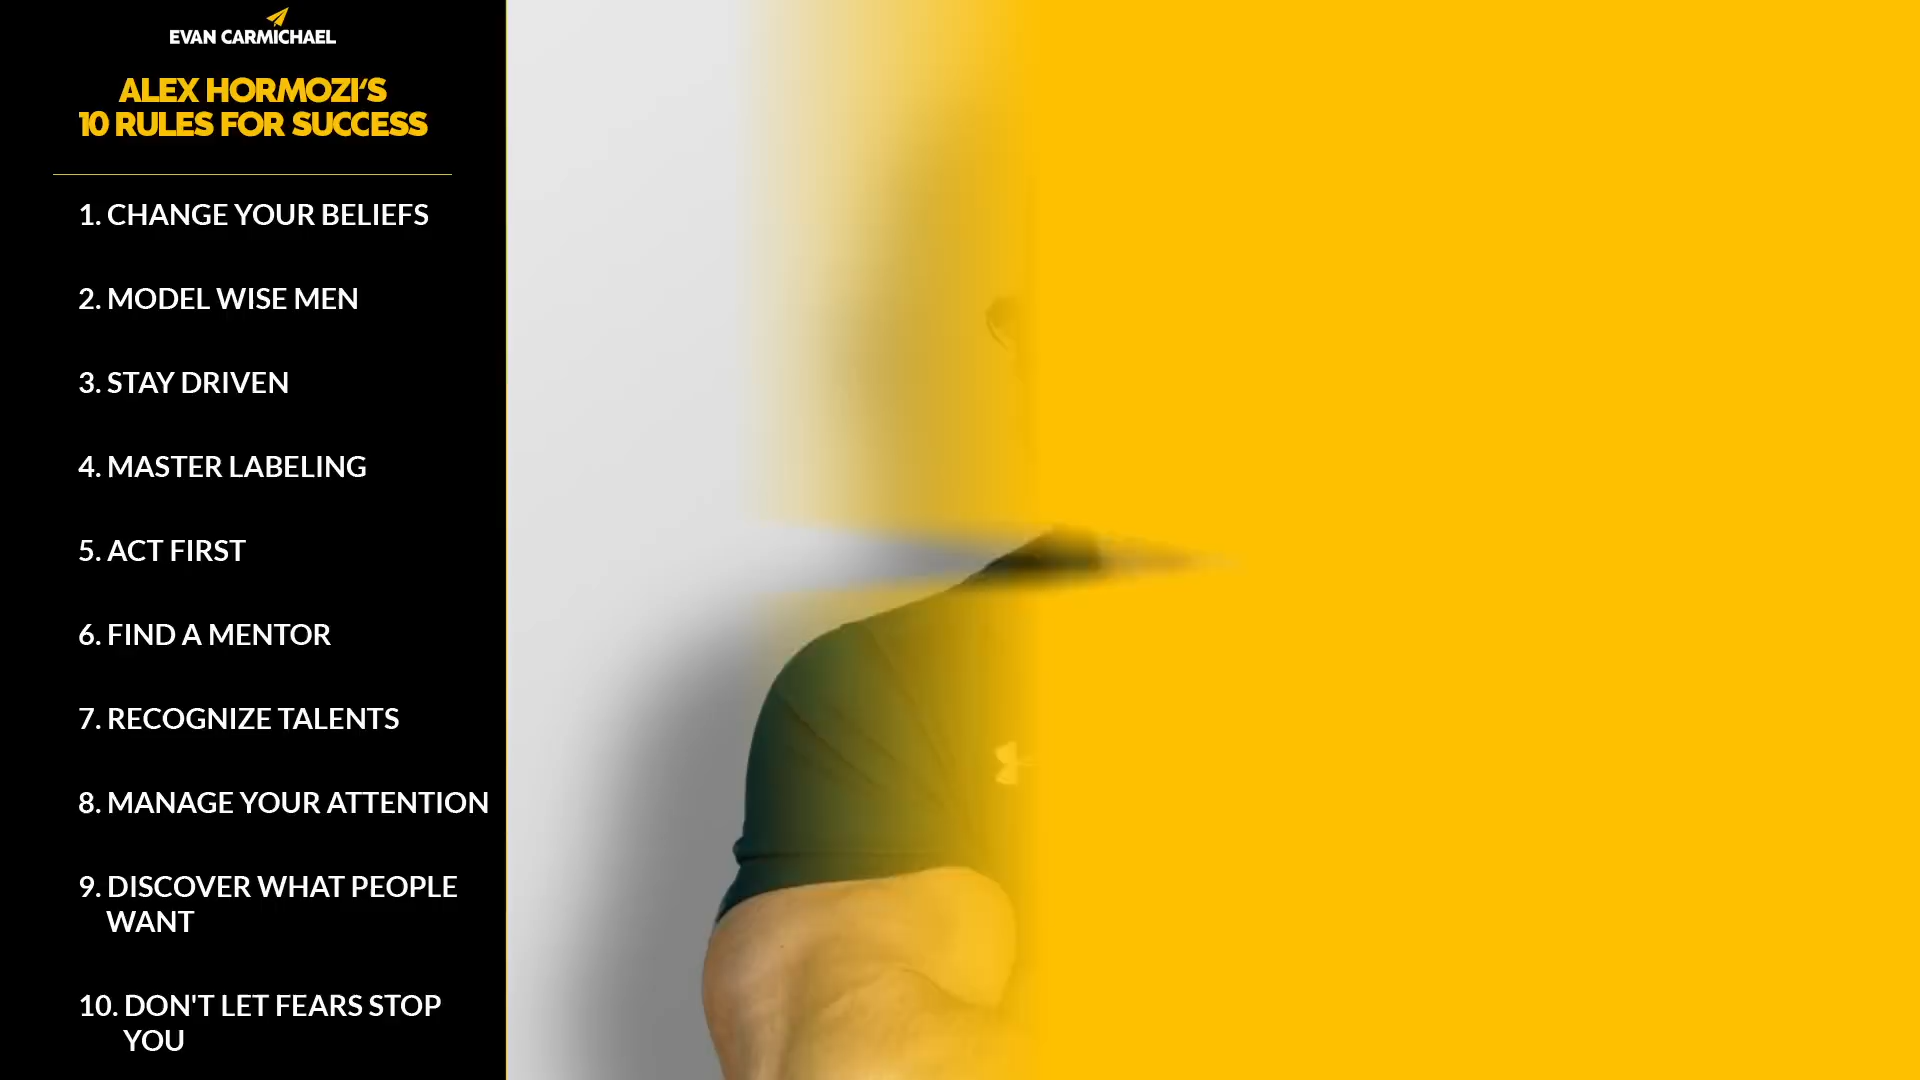 EVAN CARMICHAEL
ALEX HORMOZI'S
10 RULES FOR SUCCESS
1. CHANGE YOUR BELIEFS
2. MODEL WISE MEN
3. STAY DRIVEN
4. MASTER LABELING
5. ACT FIRST
6. FIND A MENTOR
7. RECOGNIZE TALENTS
8. MANAGE YOUR ATTENTION
9. DISCOVER WHAT PEOPLE
WANT
10. DON'T LET FEARS STOP
YOU